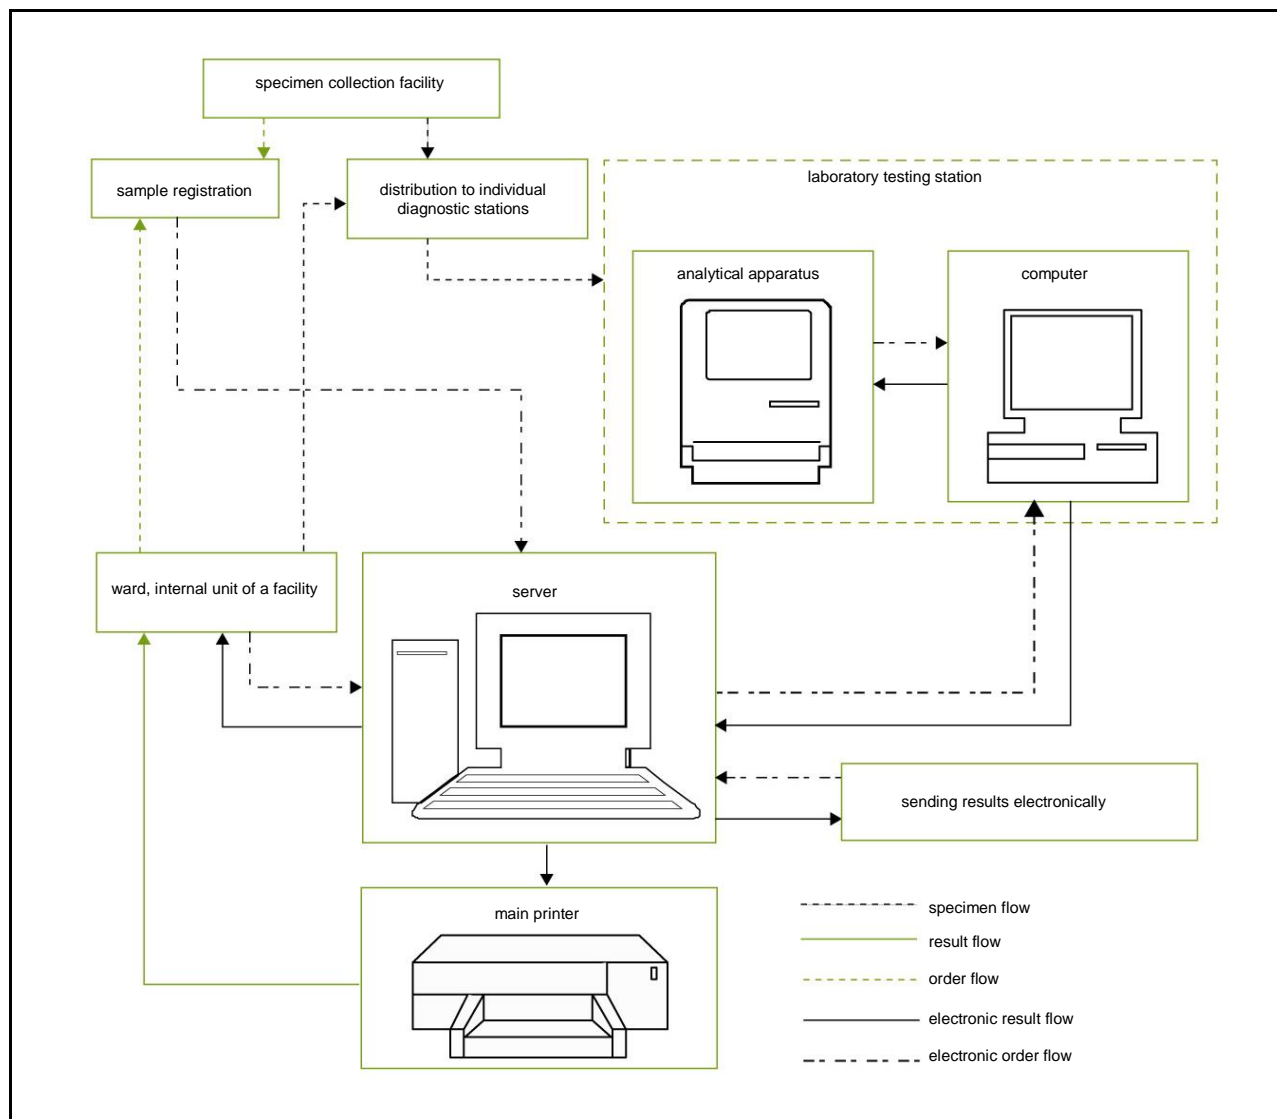 specimen collection facility
sample registration
distribution to individual
diagnostic stations
laboratory testing station
analytical apparatus
computer
ward, internal unit of a facility
server
sending results electronically
main printer
specimen flow
result flow
order flow
electronic result flow
electronic order flow